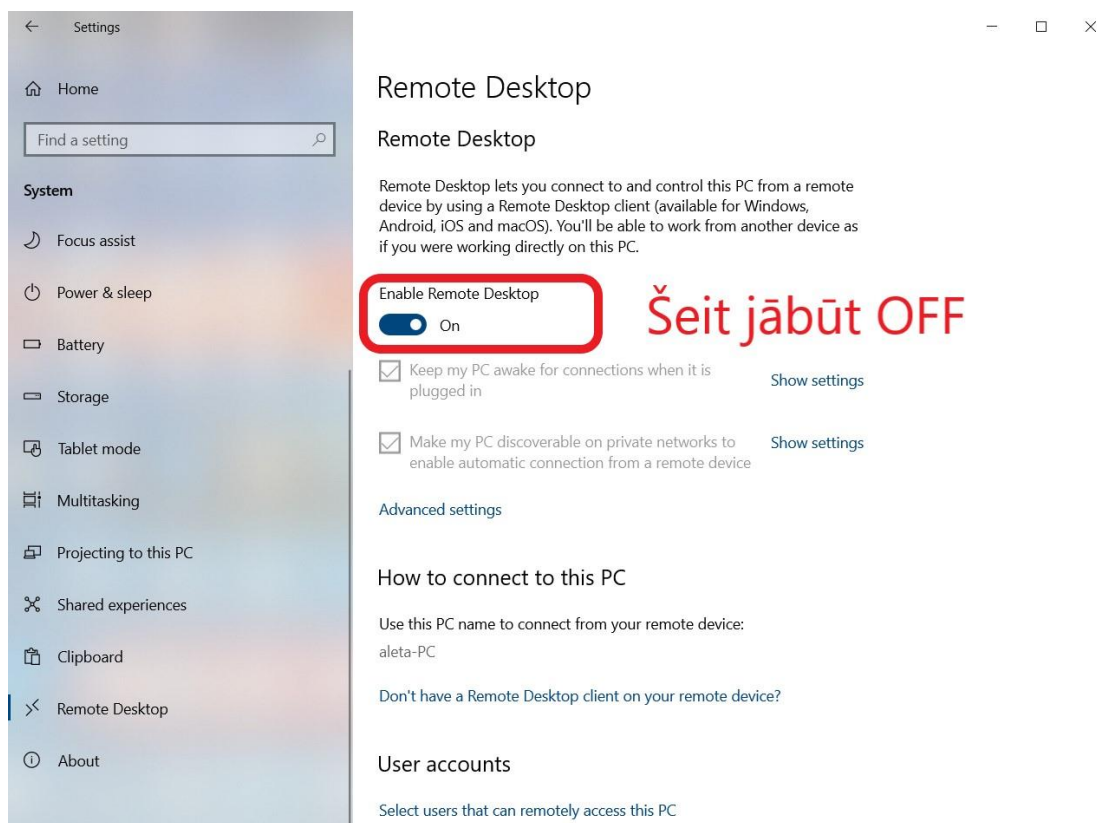 Settings
Home
Find a setting
System
Focus assist
Power & sleep
Battery
Storage
Tablet mode
Multitasking
Projecting to this PC
Shared experiences
Clipboard
Remote Desktop
About
Remote Desktop
Remote Desktop
Remote Desktop lets you connect to and control this PC from a remote
device by using a Remote Desktop client (available for Windows,
Android, iOS and macOS). You'll be able to work from another device as
if you were working directly on this PC.
Enable Remote Desktop
On
Šeit jābūt OFF
Keep my PC awake for connections when it is
plugged in
Show settings
Make my PC discoverable on private networks to
enable automatic connection from a remote device
Show settings
Advanced settings
How to connect to this PC
Use this PC name to connect from your remote device:
aleta-PC
Don't have a Remote Desktop client on your remote device?
User accounts
Select users that can remotely access this PC